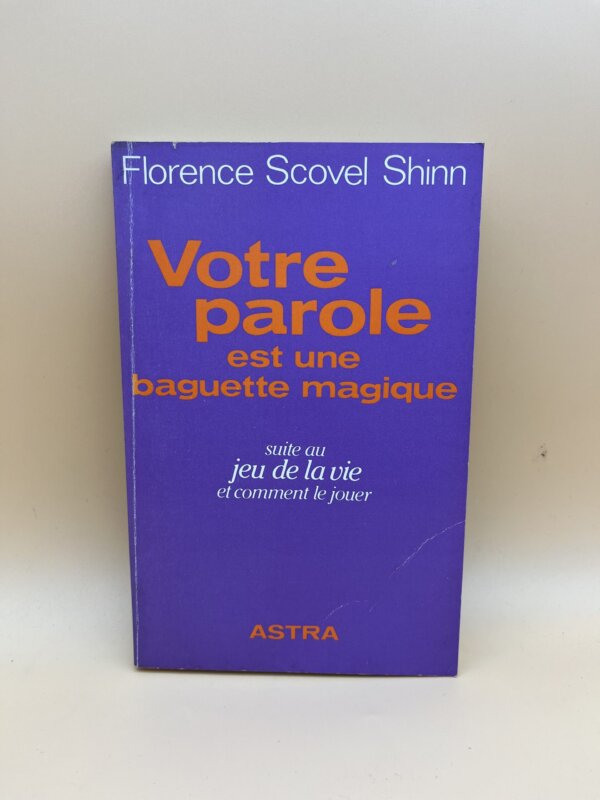 Florence Scovel Shinn
Votre
parole
est une
baguette magique
suite au
jeu de la vie
et comment le jouer
ASTRA